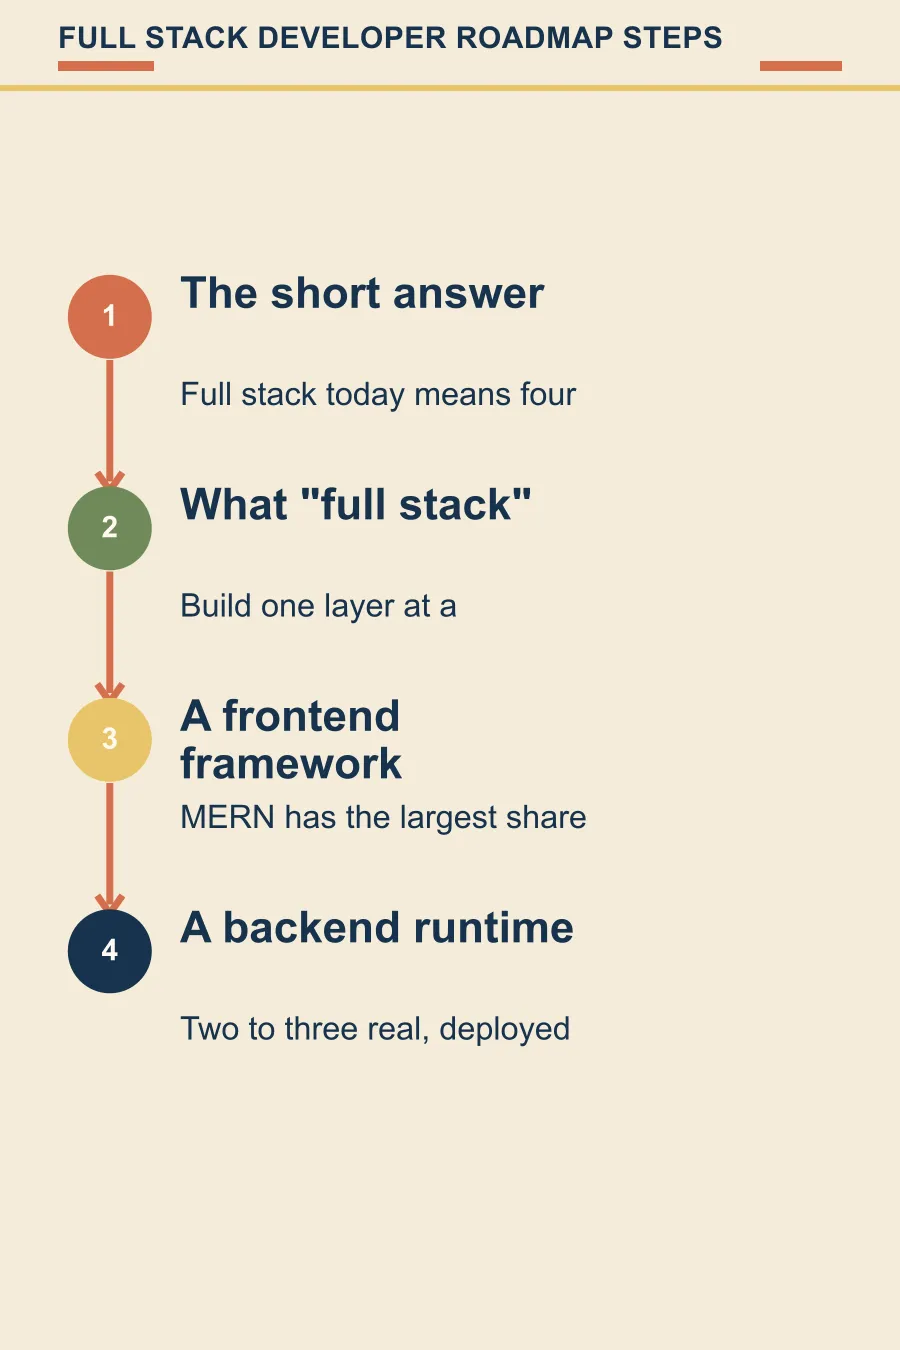 FULL STACK DEVELOPER ROADMAP STEPS
1
The short answer
Full stack today means four
2
What "full stack"
Build one layer at a
3
A frontend
framework
MERN has the largest share
4
A backend runtime
Two to three real, deployed